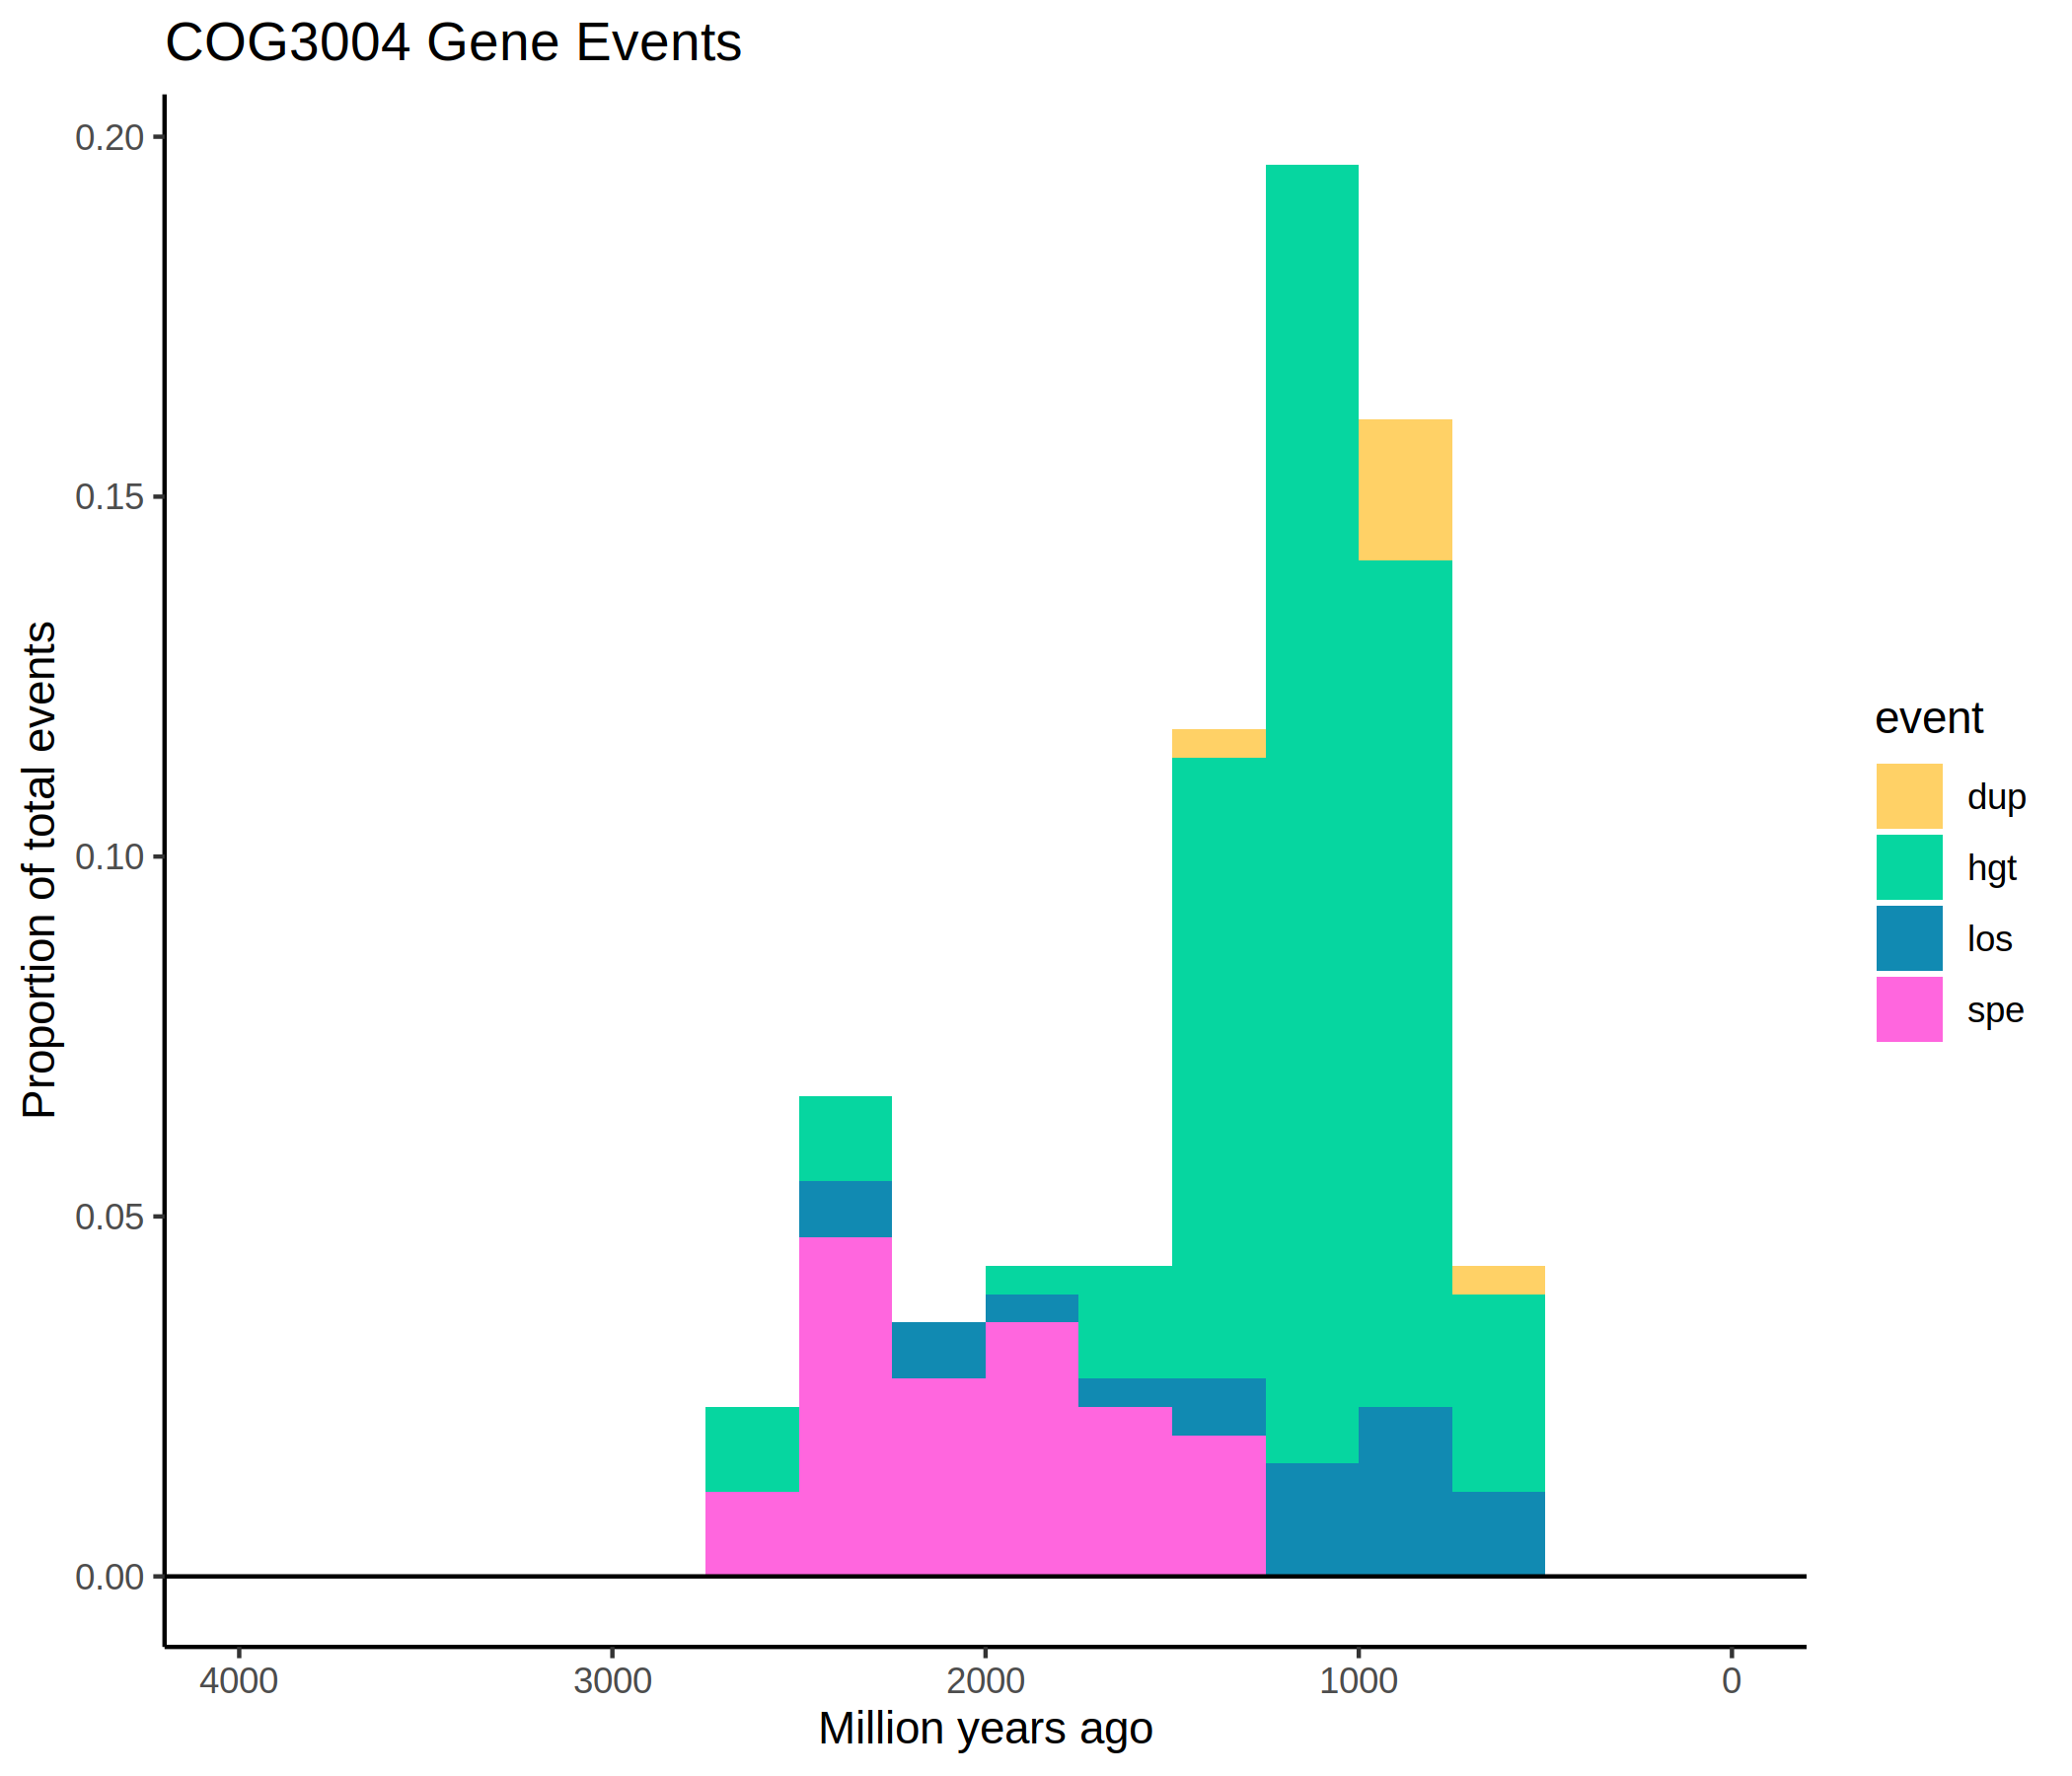 COG3004 Gene Events
0.20
0.15
0.10
0.05
0.00
Proportion of total events
4000
3000
2000
1000
0
Million years ago
event
dup
hgt
los
spe